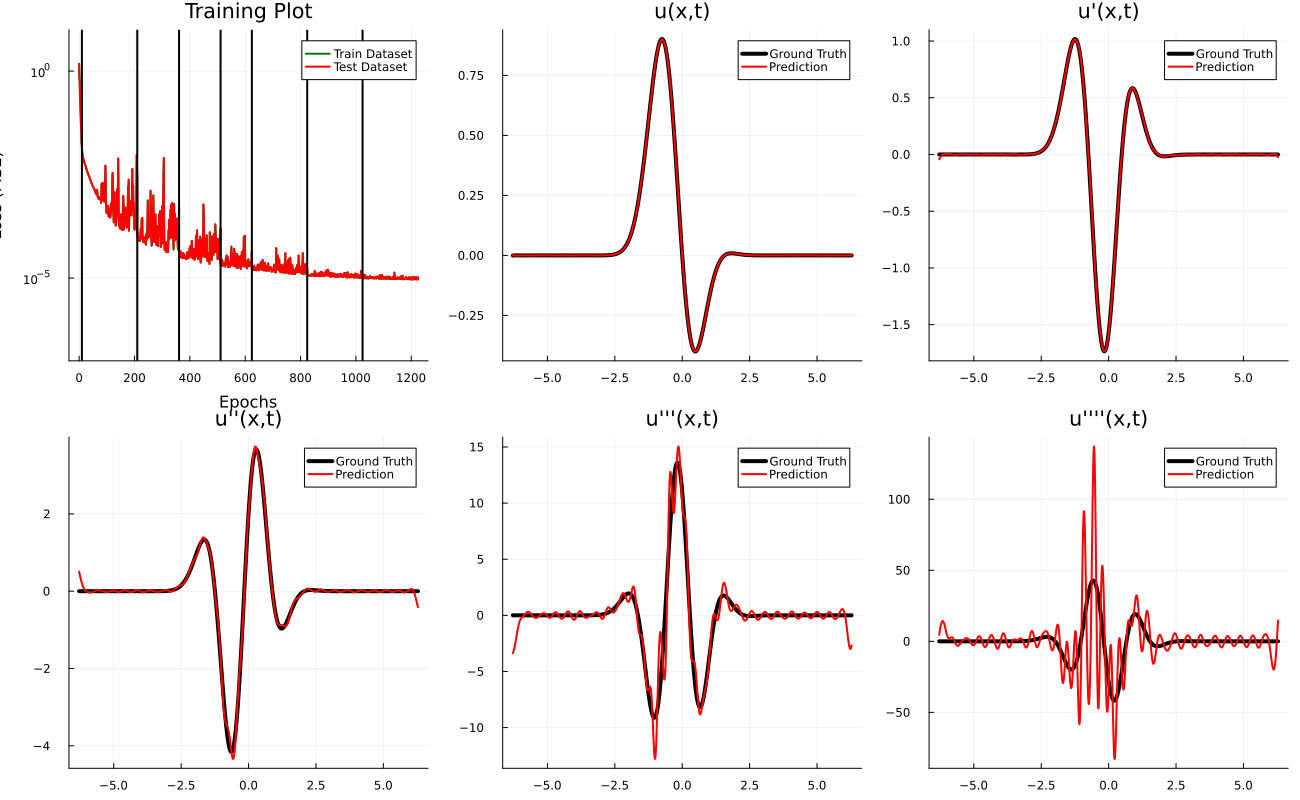 Training Plot
10⁰
10⁻⁵
0 200 400 600 800 1000 1200
Epochs
Train Dataset
Test Dataset
u(x,t)
0.75
0.50
0.25
0.00
−0.25
−5.0 −2.5 0.0 2.5 5.0
Ground Truth
Prediction
u'(x,t)
1.0
0.5
0.0
−0.5
−1.0
−1.5
−5.0 −2.5 0.0 2.5 5.0
Ground Truth
Prediction
u''(x,t)
2
0
−2
−4
−5.0 −2.5 0.0 2.5 5.0
Ground Truth
Prediction
u'''(x,t)
15
10
5
0
−5
−10
−5.0 −2.5 0.0 2.5 5.0
Ground Truth
Prediction
u''''(x,t)
100
50
0
−50
−5.0 −2.5 0.0 2.5 5.0
Ground Truth
Prediction